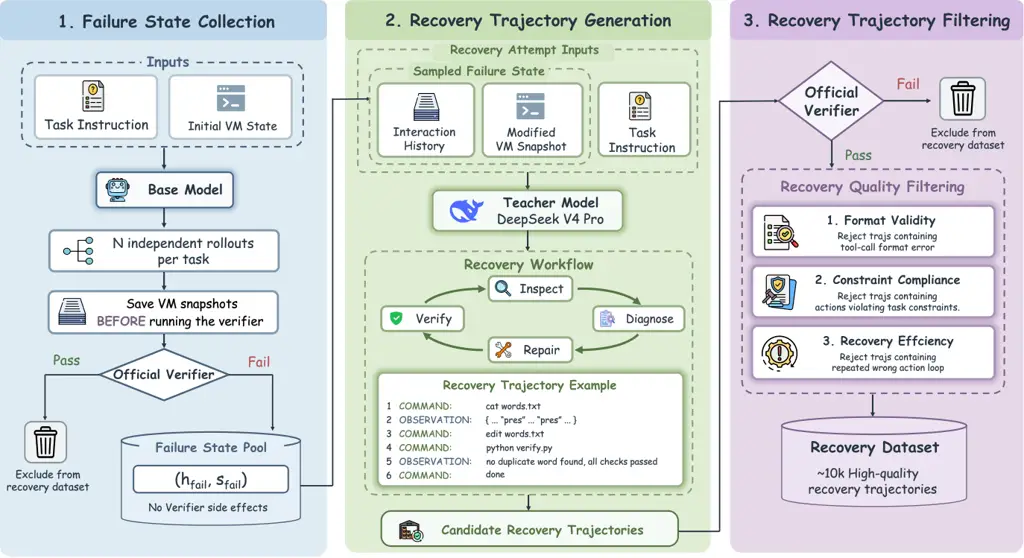 1. Failure State Collection
Inputs
Task Instruction
Initial VM State
Base Model
N independent rollouts
per task
Save VM snapshots
BEFORE running the verifier
Pass
Fail
Official Verifier
Exclude from
recovery dataset
Failure State Pool
(h_fail, s_fail)
No Verifier side effects
2. Recovery Trajectory Generation
Recovery Attempt Inputs
Sampled Failure State
Interaction
History
Modified
VM Snapshot
Task
Instruction
Teacher Model
DeepSeek V4 Pro
Recovery Workflow
Inspect
Verify
Diagnose
Repair
Recovery Trajectory Example
1 COMMAND: cat words.txt
2 OBSERVATION: { ... "pres" ... "pres" ... }
3 COMMAND: edit words.txt
4 COMMAND: python verify.py
5 OBSERVATION: no duplicate word found, all checks passed
6 COMMAND: done
Candidate Recovery Trajectories
3. Recovery Trajectory Filtering
Official
Verifier
Fail
Exclude from
recovery dataset
Pass
Recovery Quality Filtering
1. Format Validity
Reject trajs containing
tool-call format error
2. Constraint Compliance
Reject trajs containing
actions violating task constraints.
3. Recovery Effciency
Reject trajs containing
repeated wrong action loop
Recovery Dataset
~10k High-quality
recovery trajectories